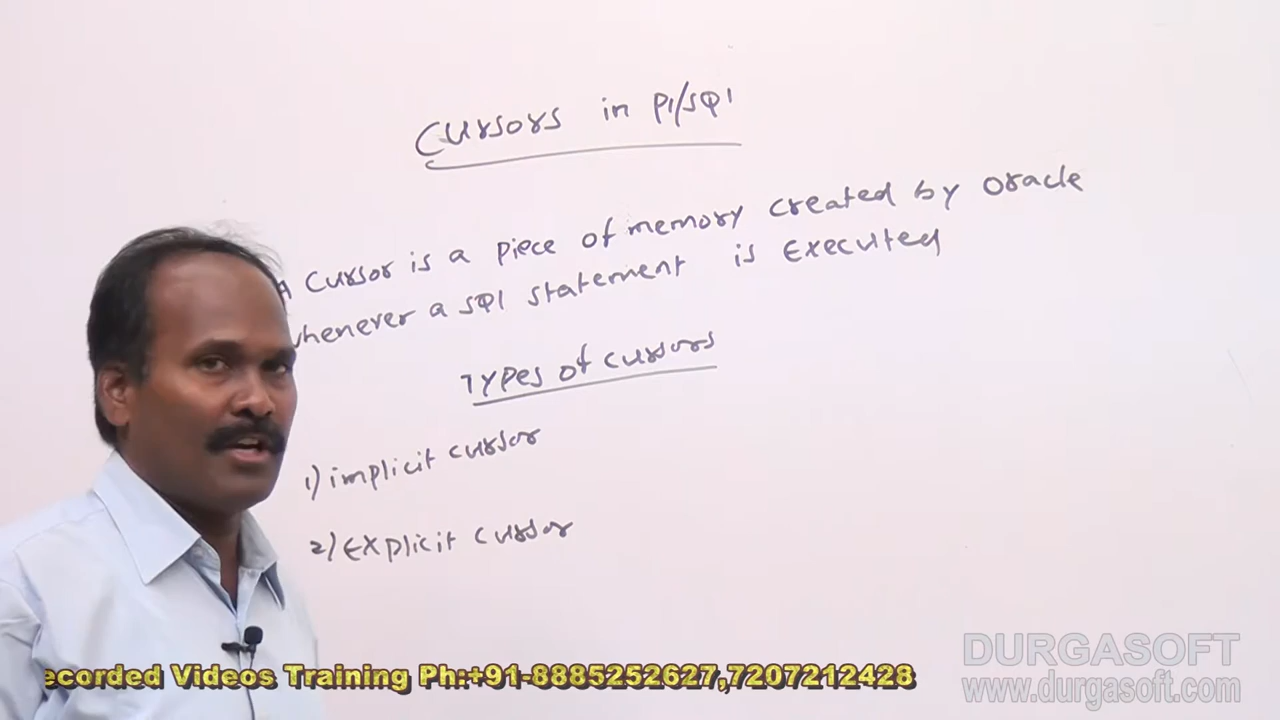 Cursors in Pl/SQl
A Cursor is a piece of memory created by oracle
whenever a SQl statement is executed
Types of cursors
1) implicit cursor
2) Explicit cursor
ecorded Videos Training Ph:+91-8885252627,7207212428
DURGASOFT
www.durgasoft.com